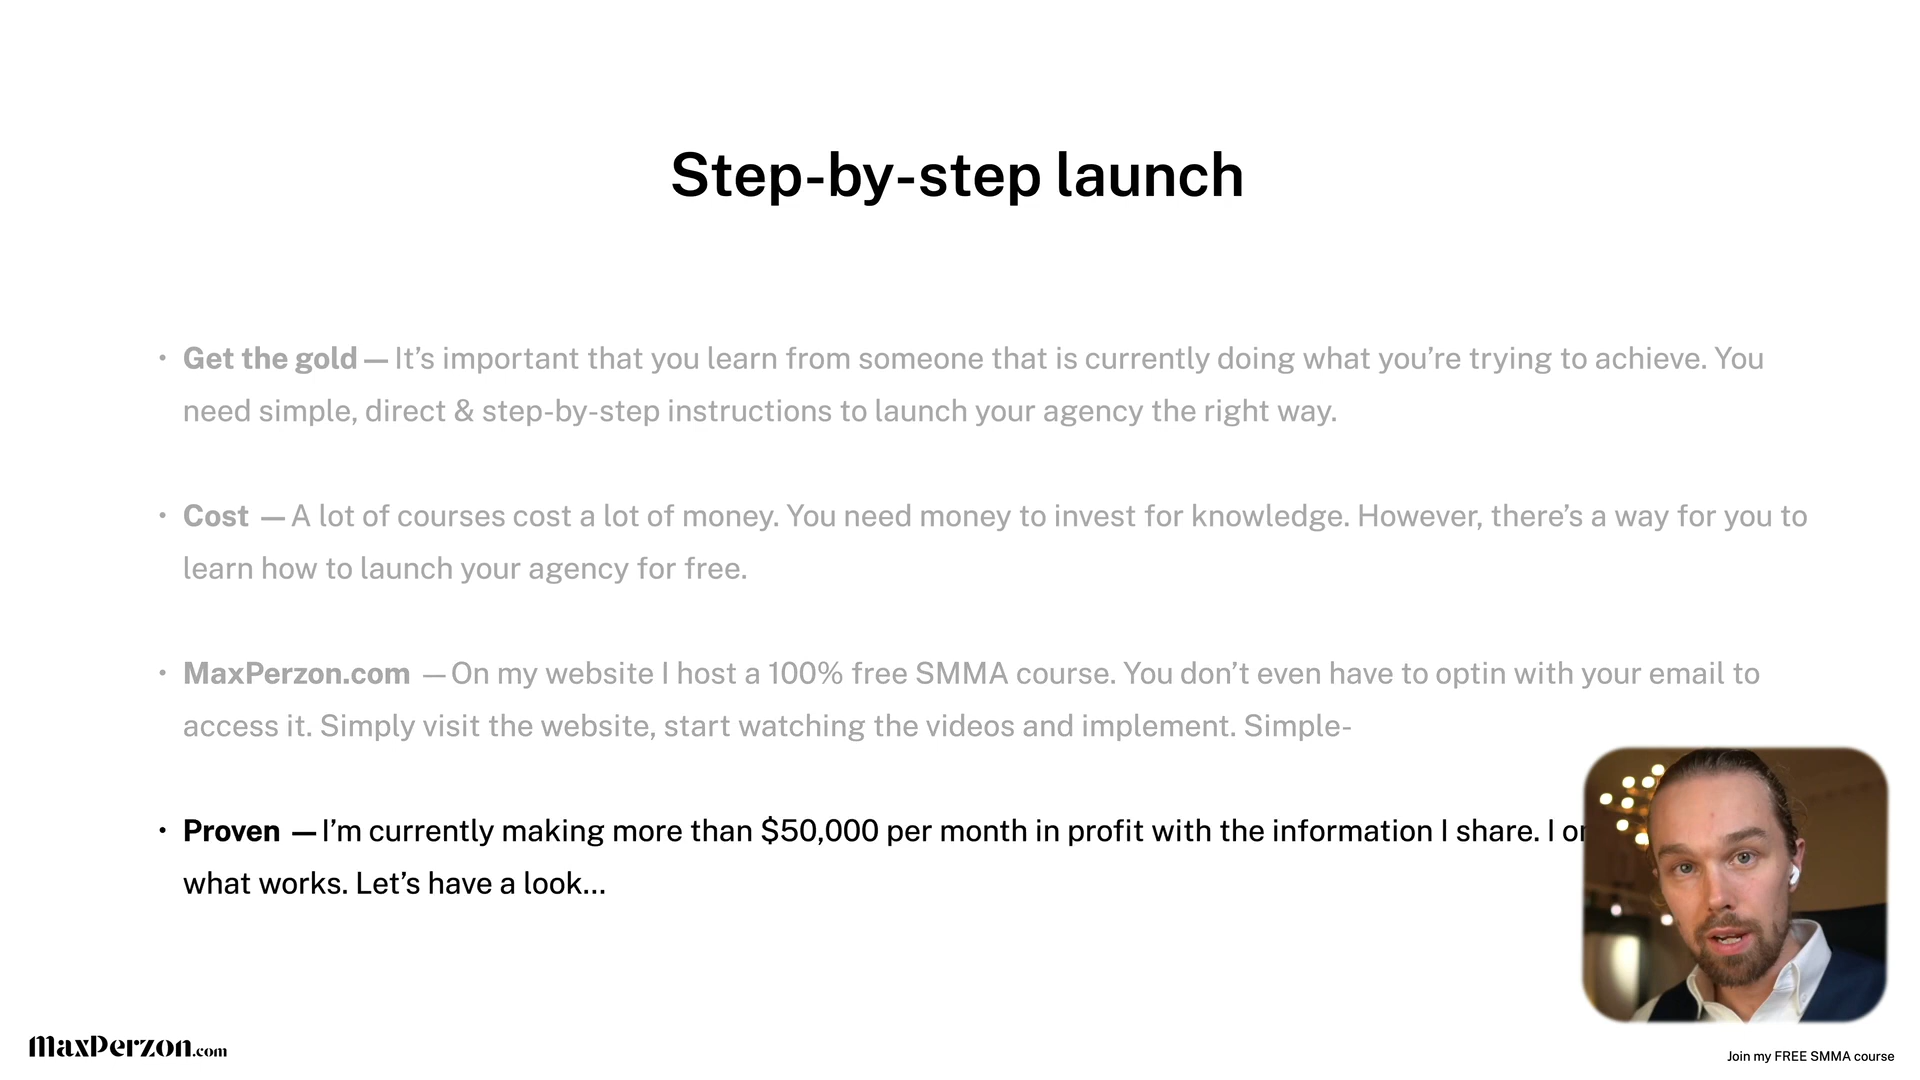 Step-by-step launch
• Get the gold — It’s important that you learn from someone that is currently doing what you’re trying to achieve. You
need simple, direct & step-by-step instructions to launch your agency the right way.
• Cost — A lot of courses cost a lot of money. You need money to invest for knowledge. However, there’s a way for you to
learn how to launch your agency for free.
• MaxPerzon.com — On my website I host a 100% free SMMA course. You don’t even have to optin with your email to
access it. Simply visit the website, start watching the videos and implement. Simple-
• Proven — I’m currently making more than $50,000 per month in profit with the information I share. I
what works. Let’s have a look...
MaxPerzon.com
Join my FREE SMMA course